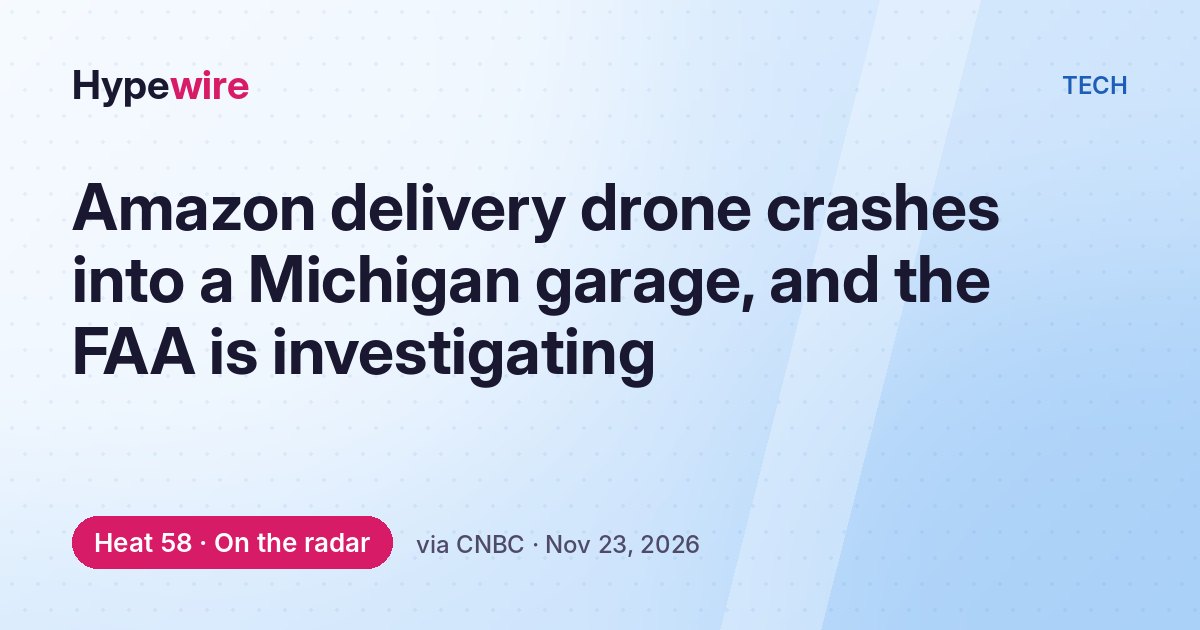 Hypewire
TECH
Amazon delivery drone crashes
into a Michigan garage, and the
FAA is investigating
Heat 58 · On the radar
via CNBC · Nov 23, 2026